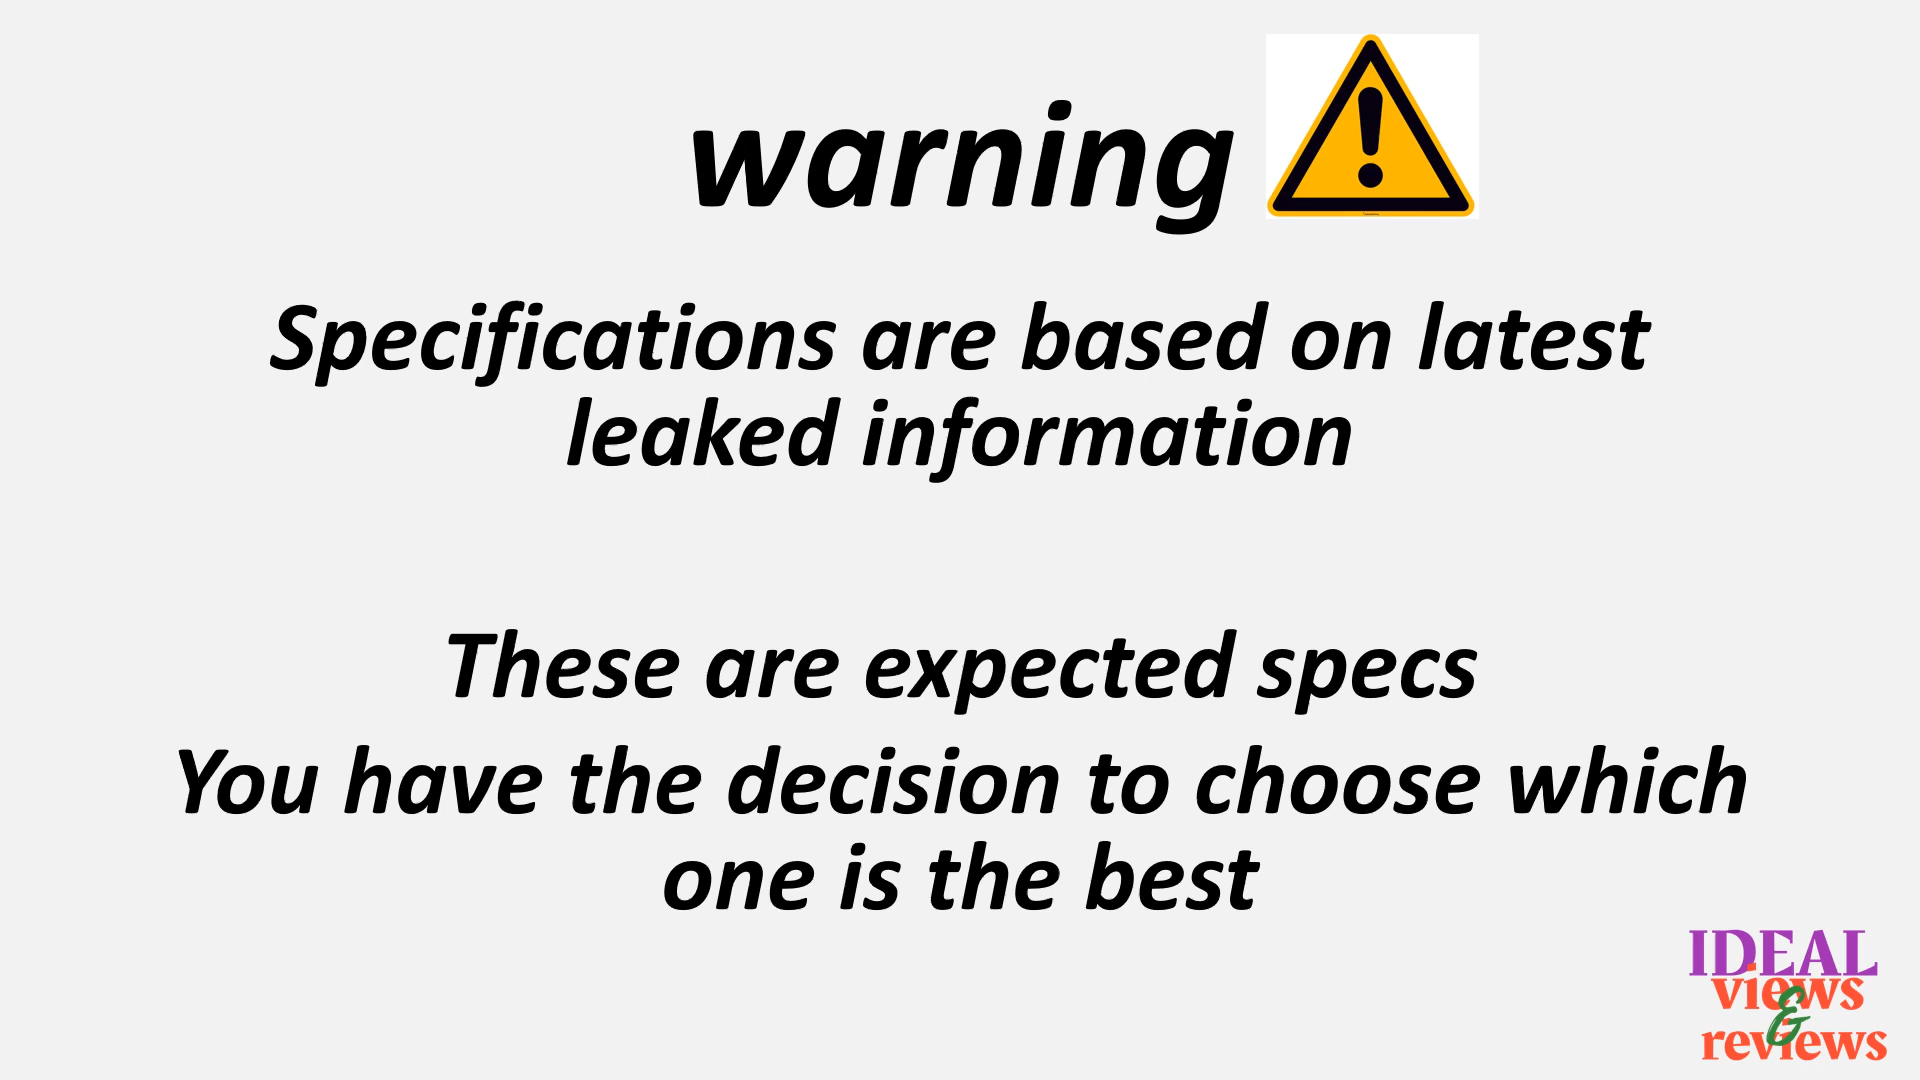 warning
Specifications are based on latest
leaked information
These are expected specs
You have the decision to choose which
one is the best
IDEAL
views
&
reviews